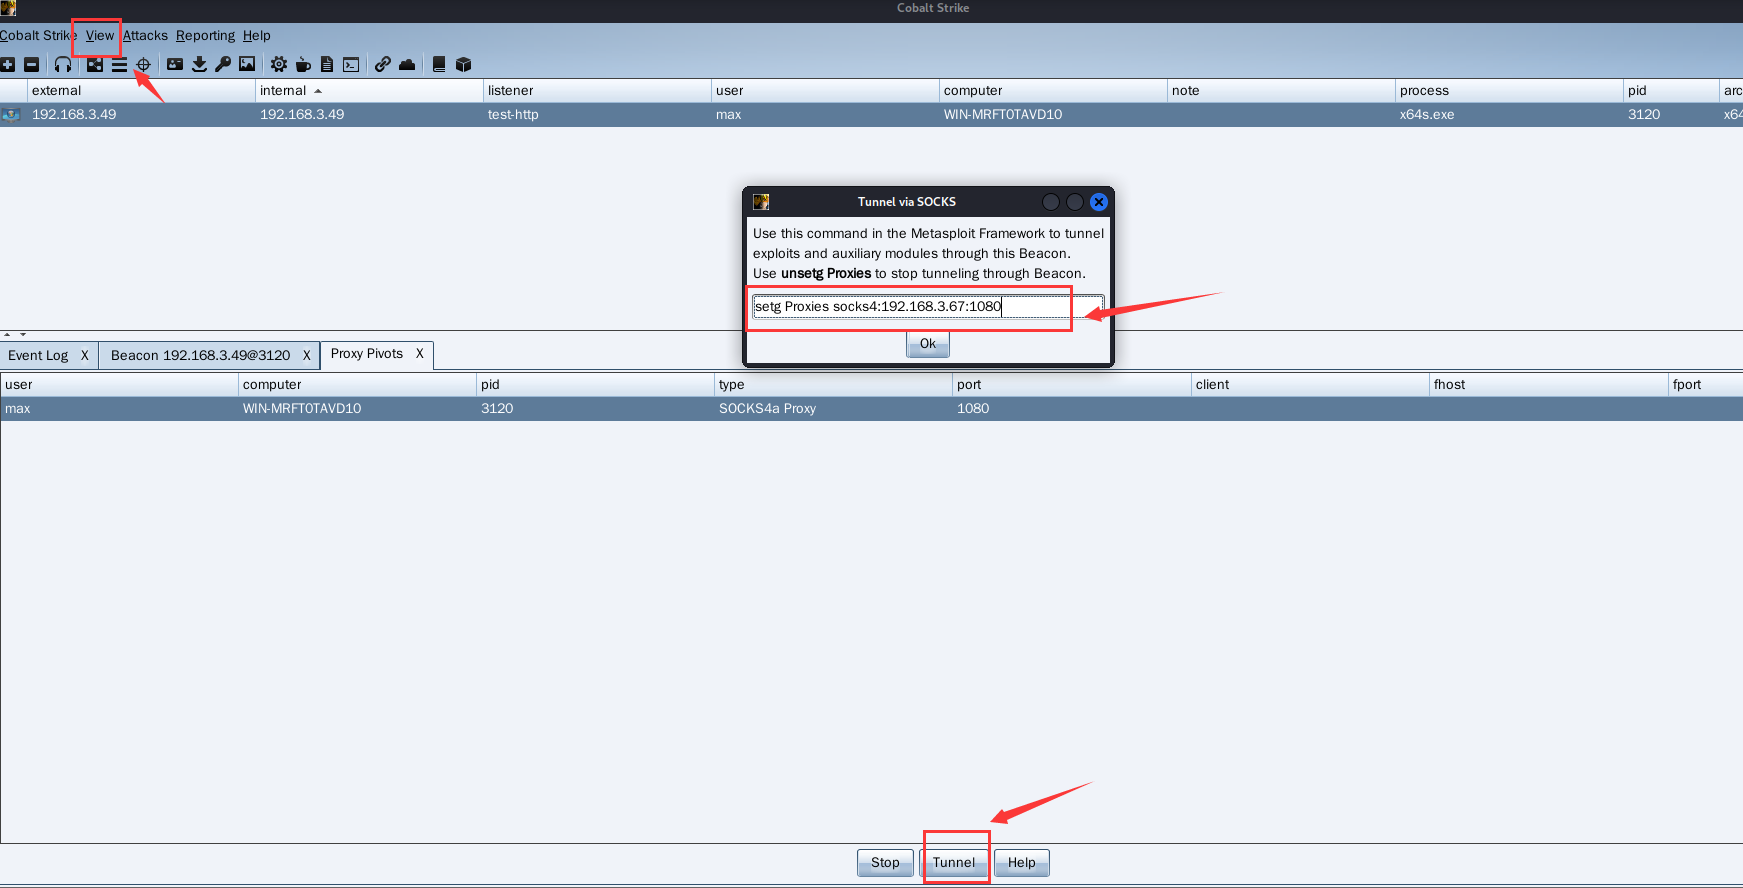 Cobalt Strike
Cobalt Strike View Attacks Reporting Help
external internal listener user computer note process pid arc
192.168.3.49 192.168.3.49 test-http max WIN-MRFT0TAVD10 x64s.exe 3120 x64
Tunnel via SOCKS
Use this command in the Metasploit Framework to tunnel
exploits and auxiliary modules through this Beacon.
Use unsetg Proxies to stop tunneling through Beacon.
setg Proxies socks4:192.168.3.67:1080
Ok
Event Log X Beacon 192.168.3.49@3120 X Proxy Pivots X
user computer pid type port client fhost fport
max WIN-MRFT0TAVD10 3120 SOCKS4a Proxy 1080
Stop Tunnel Help